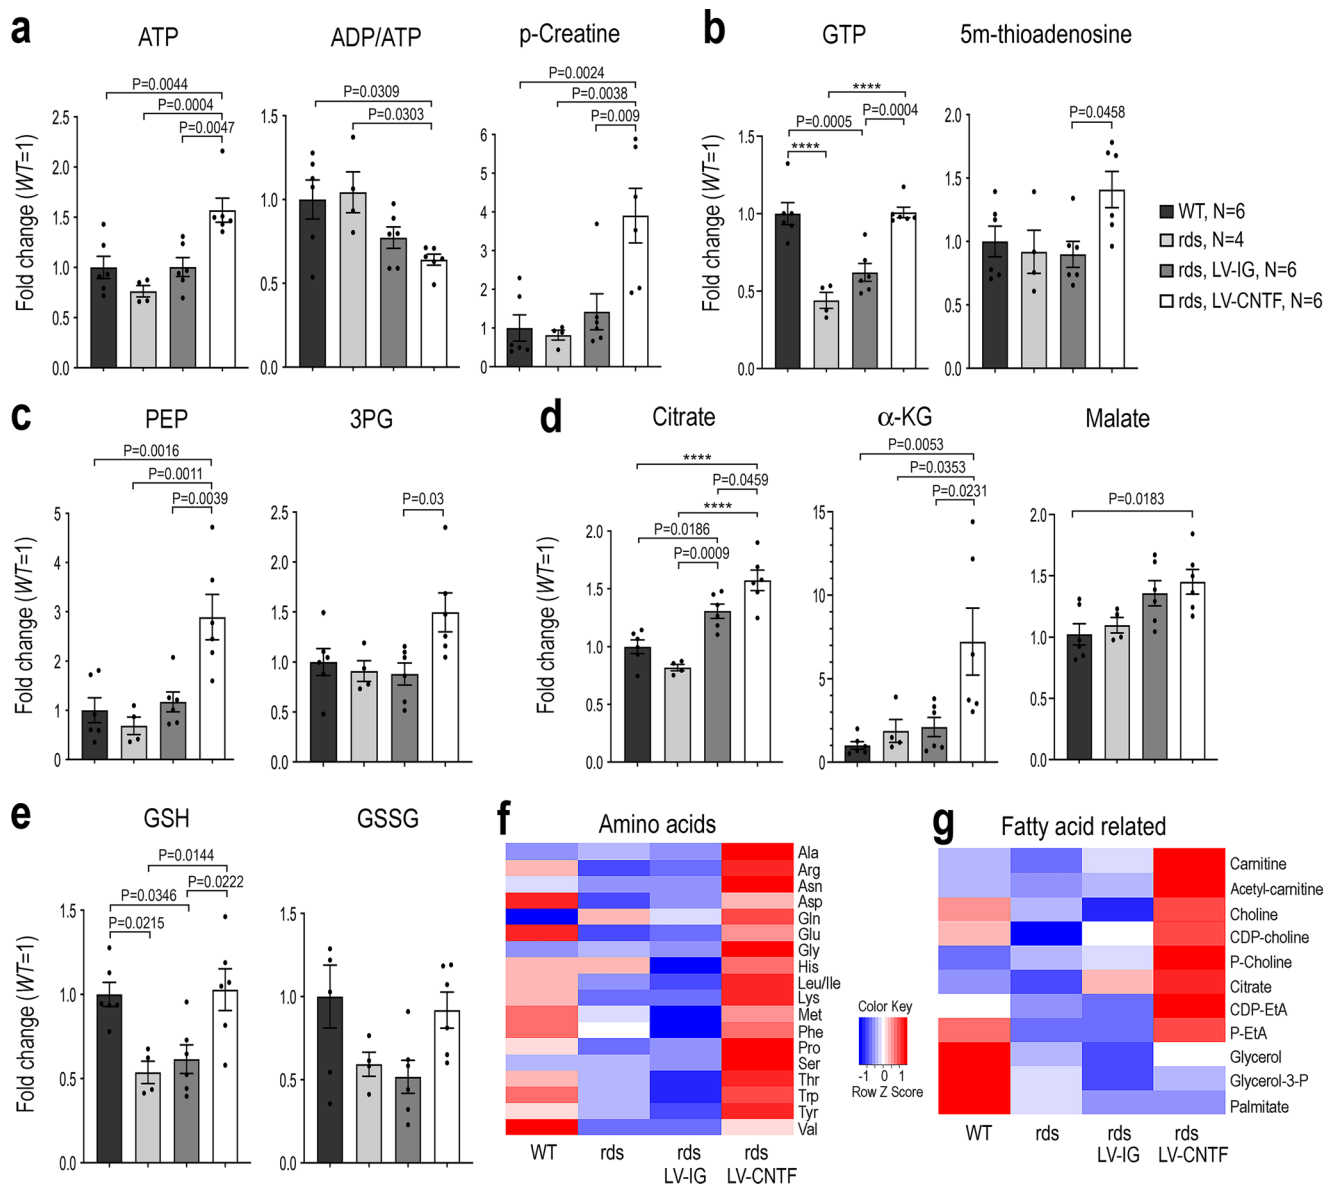 a
ATP
ADP/ATP
p-Creatine
P=0.0044
P=0.0004
P=0.0047
P=0.0309
P=0.0303
P=0.0024
P=0.0038
P=0.009
Fold change (WT=1)
2.5
2.0
1.5
1.0
0.5
0.0
1.5
1.0
0.5
0.0
6
5
4
3
2
1
0
b
GTP
5m-thioadenosine
****
P=0.0004
P=0.0005
****
P=0.0458
Fold change (WT=1)
1.5
1.0
0.5
0.0
2.0
1.5
1.0
0.5
0.0
WT, N=6
rds, N=4
rds, LV-IG, N=6
rds, LV-CNTF, N=6
c
PEP
3PG
P=0.0016
P=0.0011
P=0.0039
P=0.03
Fold change (WT=1)
5
4
3
2
1
0
2.5
2.0
1.5
1.0
0.5
0.0
d
Citrate
α-KG
Malate
****
P=0.0459
****
P=0.0186
P=0.0009
P=0.0053
P=0.0353
P=0.0231
P=0.0183
Fold change (WT=1)
2.0
1.5
1.0
0.5
0.0
15
10
5
0
2.0
1.5
1.0
0.5
0.0
e
GSH
GSSG
P=0.0144
P=0.0222
P=0.0346
P=0.0215
Fold change (WT=1)
1.5
1.0
0.5
0.0
1.5
1.0
0.5
0.0
f
Amino acids
Ala
Arg
Asn
Asp
Gln
Glu
Gly
His
Leu/Ile
Lys
Met
Phe
Pro
Ser
Thr
Trp
Tyr
Val
WT
rds
rds
LV-IG
rds
LV-CNTF
Color Key
-1 0 1
Row Z Score
g
Fatty acid related
Carnitine
Acetyl-carnitine
Choline
CDP-choline
P-Choline
Citrate
CDP-EtA
P-EtA
Glycerol
Glycerol-3-P
Palmitate
WT
rds
rds
LV-IG
rds
LV-CNTF